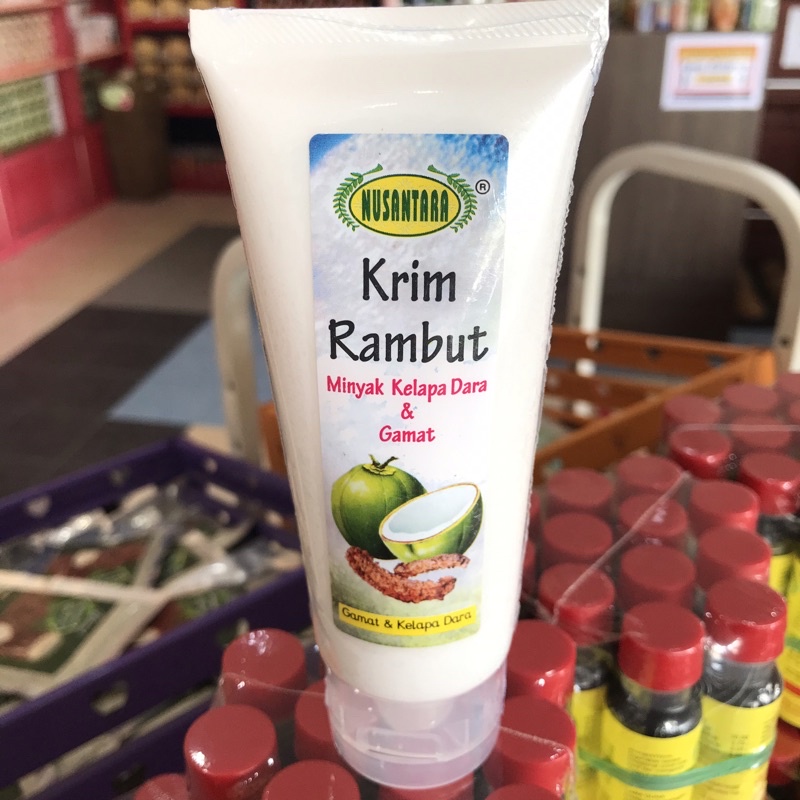 NUSANTARA ®
Krim
Rambut
Minyak Kelapa Dara
&
Gamat
Gamat & Kelapa Dara